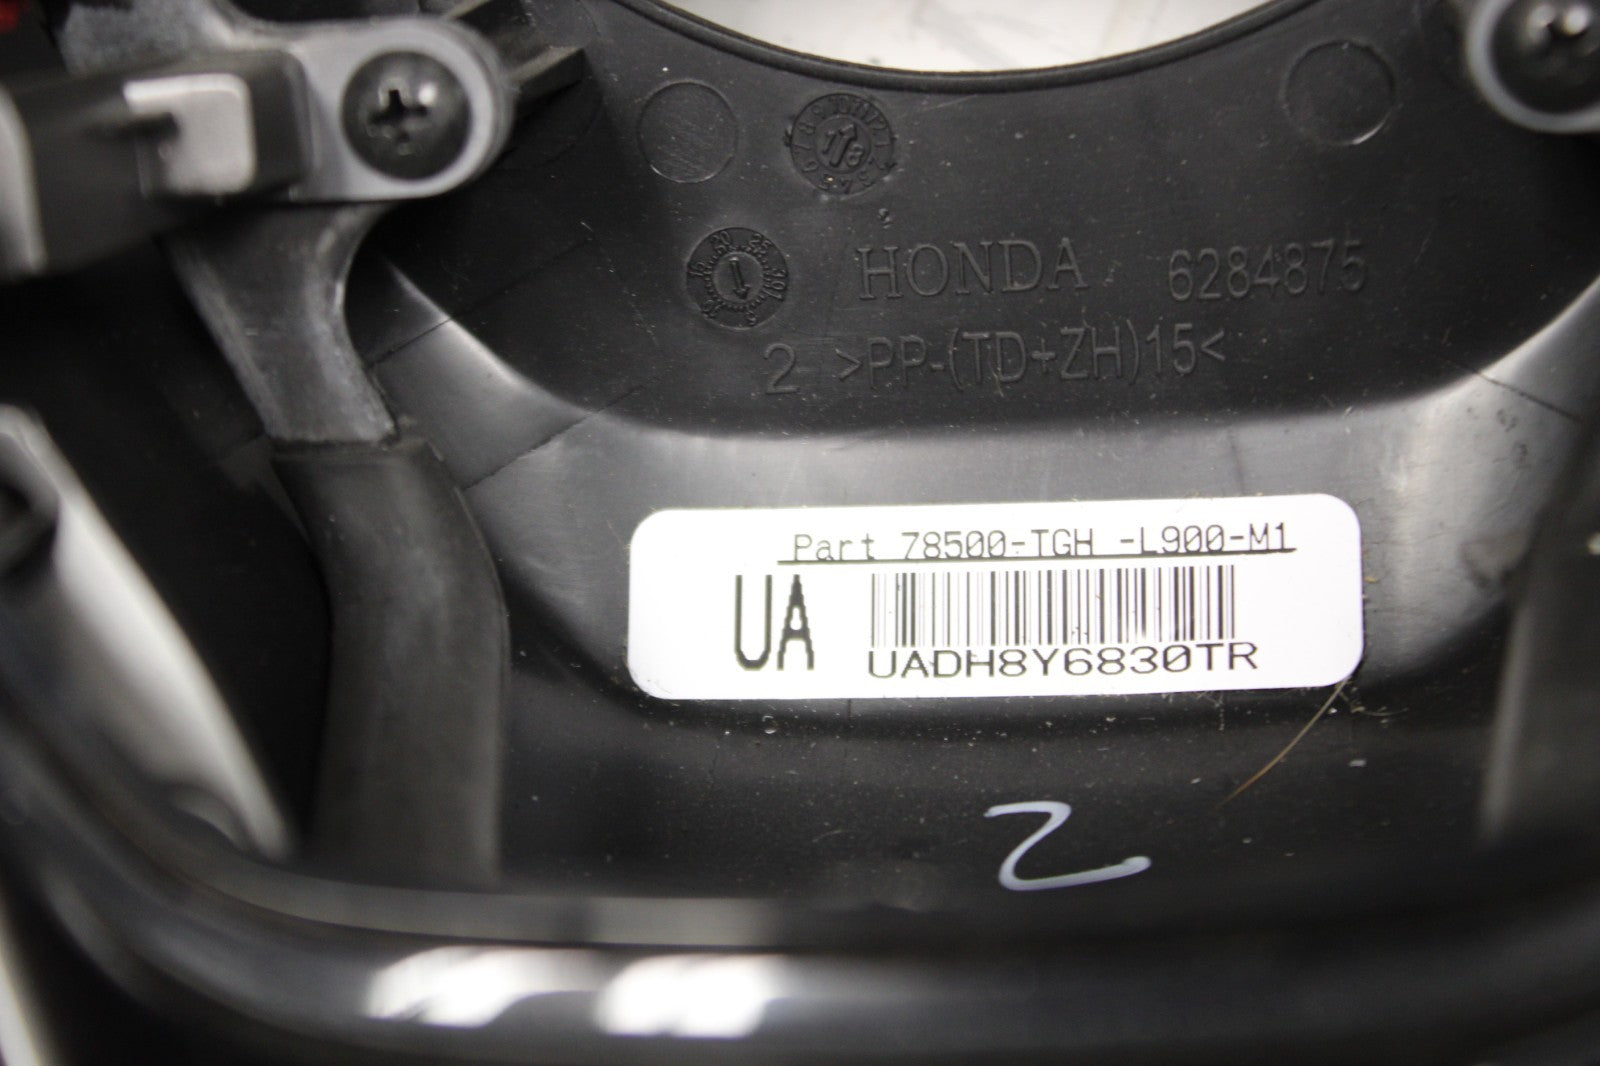 HONDA 6284875
2 >PP-(TD+ZH)15<
Part 78500-TGH -L900-M1
UA
UADH8Y6830TR
2